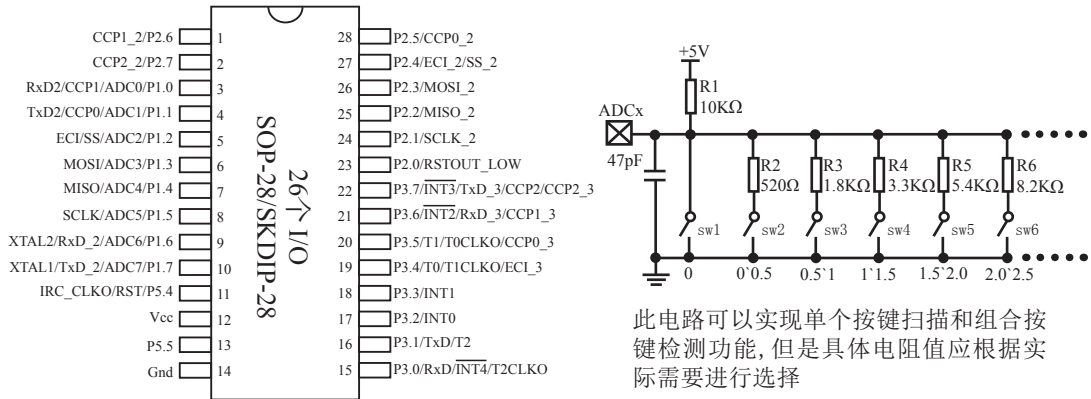 CCP1_2/P2.6
CCP2_2/P2.7
RxD2/CCP1/ADC0/P1.0
TxD2/CCP0/ADC1/P1.1
ECI/SS/ADC2/P1.2
MOSI/ADC3/P1.3
MISO/ADC4/P1.4
SCLK/ADC5/P1.5
XTAL2/RxD_2/ADC6/P1.6
XTAL1/TxD_2/ADC7/P1.7
IRC_CLKO/RST/P5.4
Vcc
P5.5
Gnd
1
2
3
4
5
6
7
8
9
10
11
12
13
14
26个 I/O
SOP-28/SKDIP-28
28 P2.5/CCP0_2
27 P2.4/ECI_2/SS_2
26 P2.3/MOSI_2
25 P2.2/MISO_2
24 P2.1/SCLK_2
23 P2.0/RSTOUT_LOW
22 P3.7/INT3/TxD_3/CCP2/CCP2_3
21 P3.6/INT2/RxD_3/CCP1_3
20 P3.5/T1/T0CLKO/CCP0_3
19 P3.4/T0/T1CLKO/ECI_3
18 P3.3/INT1
17 P3.2/INT0
16 P3.1/TxD/T2
15 P3.0/RxD/INT4/T2CLKO
+5V
R1
10KΩ
ADCx
47pF
R2
520Ω
R3
1.8KΩ
R4
3.3KΩ
R5
5.4KΩ
R6
8.2KΩ
sw1
sw2
sw3
sw4
sw5
sw6
0
0`0.5
0.5`1
1`1.5
1.5`2.0
2.0`2.5
此电路可以实现单个按键扫描和组合按
键检测功能,但是具体电阻值应根据实
际需要进行选择